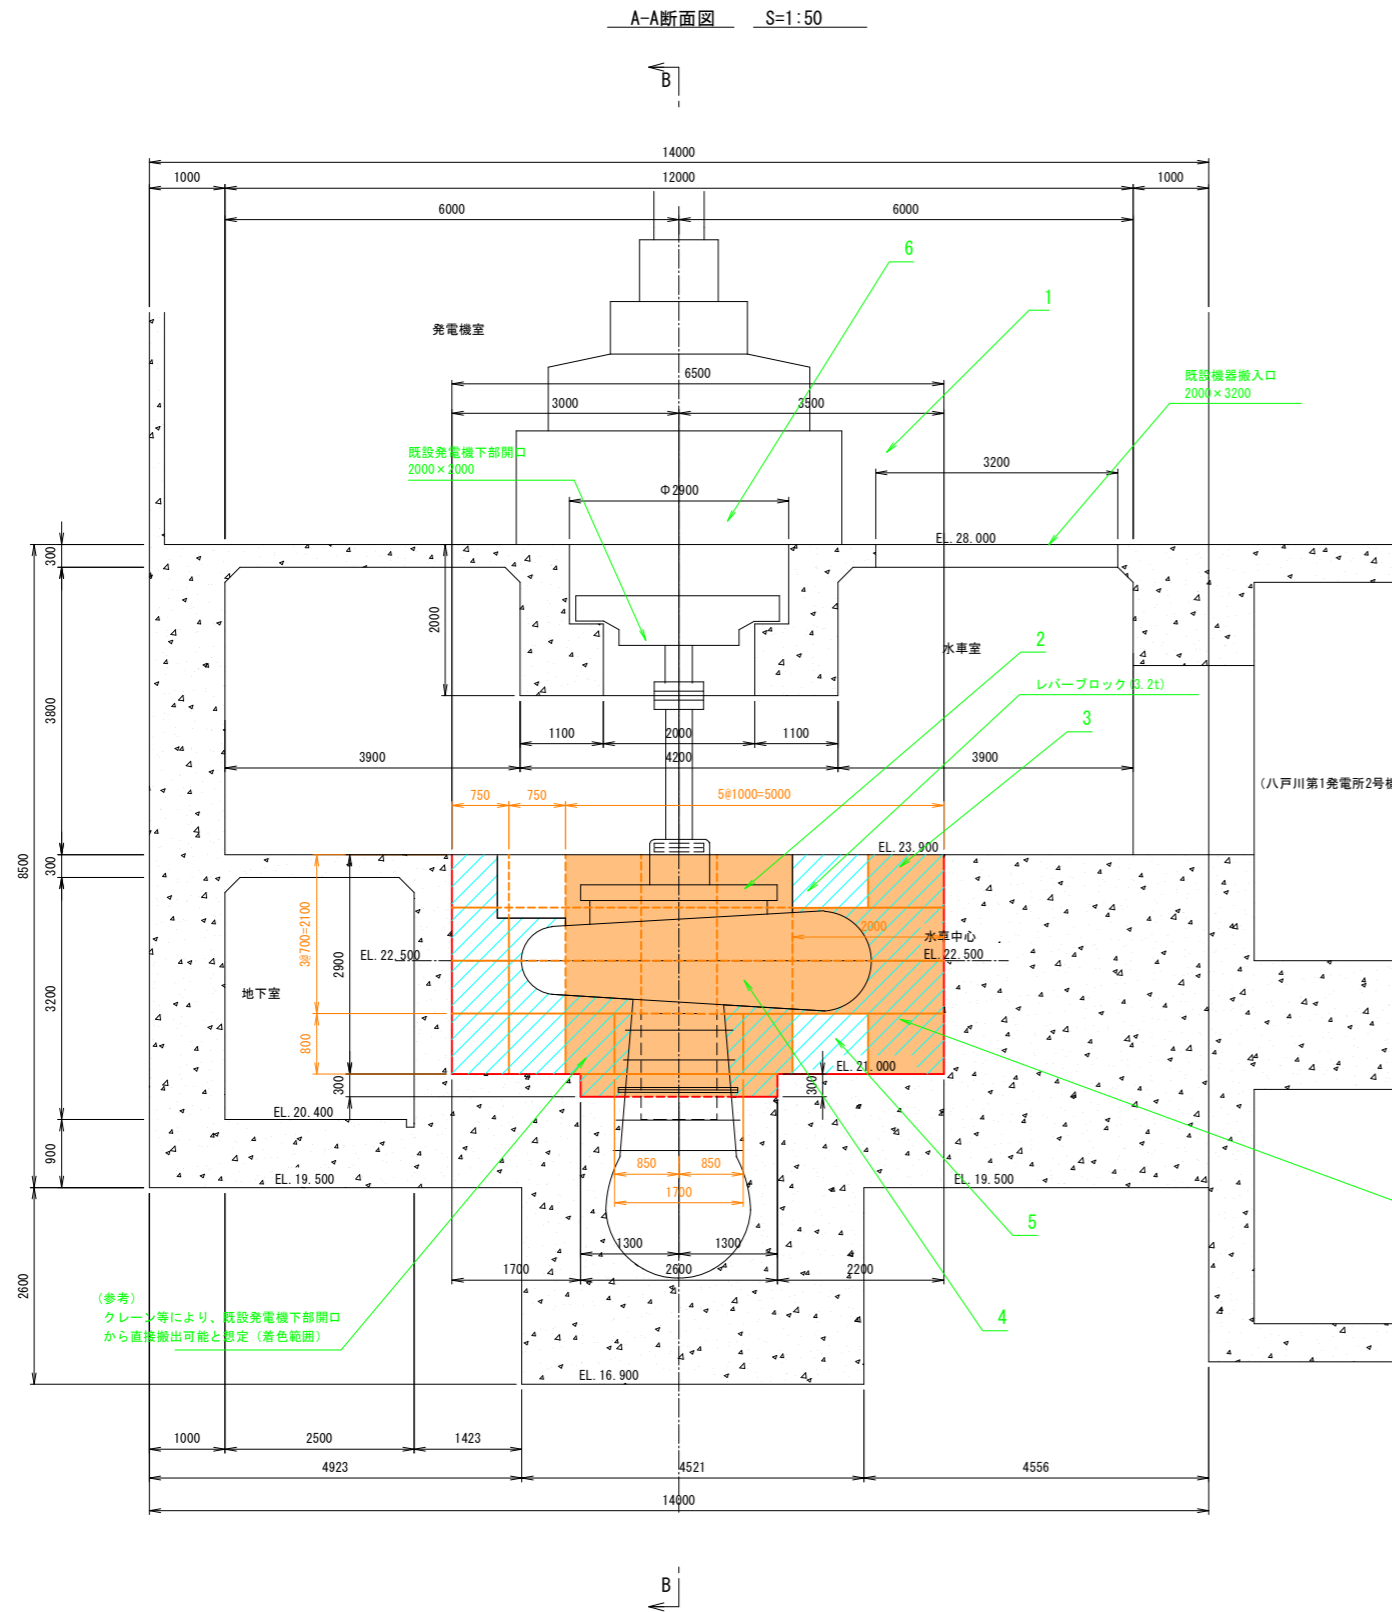 A-A断面図 S=1:50
B
14000
1000 12000 1000
6000 6000
6
1
発電機室
6500
既設機器搬入口
2000×3200
3000 3500
既設発電機下部開口
2000×2000
3200
Φ2900
EL.28.000
300
2000
水車室
2
レバーブロック(3.2t)
3
3800
1100 2000 1100
3900 4200 3900
(八戸川第1発電所2号機
750 750 5@1000=5000
8500
EL.23.900
300
3@700=2100
2900
2000
水車中心
EL.22.500
EL.22.500
3200
地下室
800
300
EL.21.000
300
EL.20.400
900
850 850
EL.19.500
EL.19.500
1700
5
1300 1300
1700 2600 2200
2600
(参考)
クレーン等により、既設発電機下部開口
から直接搬出可能と想定(着色範囲)
4
EL.16.900
1000 2500 1423
4923 4521 4556
14000
B